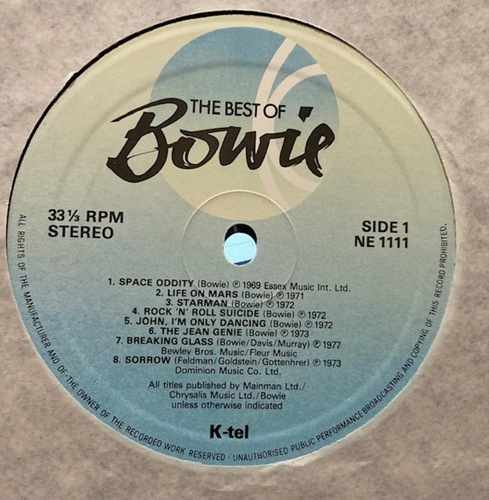 THE BEST OF
Bowie
33⅓ RPM
STEREO
SIDE 1
NE 1111
1. SPACE ODDITY (Bowie) ℗ 1969 Essex Music Int. Ltd.
2. LIFE ON MARS (Bowie) ℗ 1971
3. STARMAN (Bowie) ℗ 1972
4. ROCK 'N' ROLL SUICIDE (Bowie) ℗ 1972
5. JOHN, I'M ONLY DANCING (Bowie) ℗ 1972
6. THE JEAN GENIE (Bowie) ℗ 1973
7. BREAKING GLASS (Bowie/Davis/Murray) ℗ 1977
Bewley Bros. Music/Fleur Music
8. SORROW (Feldman/Goldstein/Gottenhrer) ℗ 1973
Dominion Music Co. Ltd.
All titles published by Mainman Ltd./
Chrysalis Music Ltd./Bowie
unless otherwise indicated
K-tel
ALL RIGHTS OF THE MANUFACTURER AND OF THE OWNER OF THE RECORDED WORK RESERVED - UNAUTHORISED PUBLIC PERFORMANCE BROADCASTING AND COPYING OF THIS RECORD PROHIBITED.